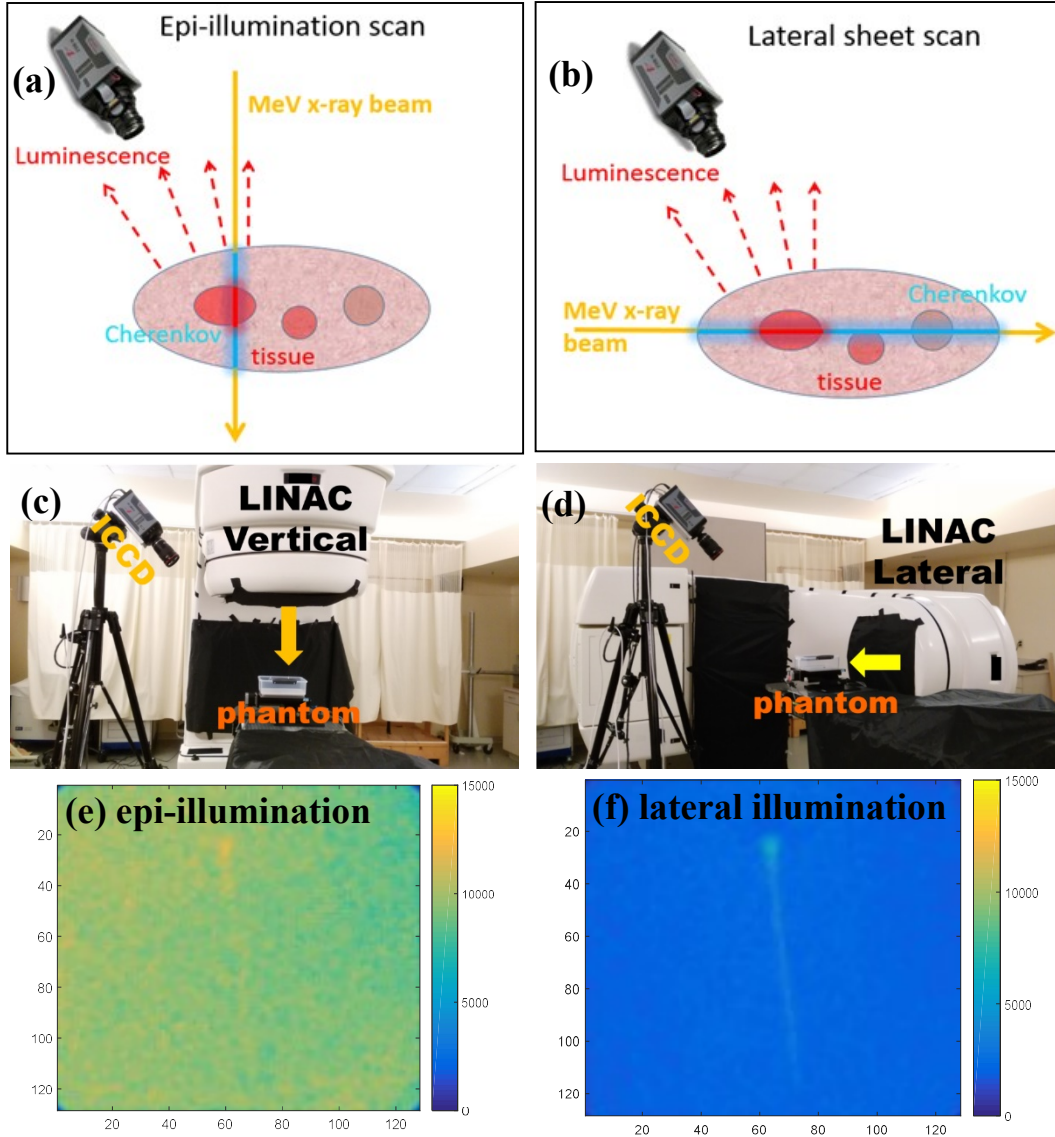 Epi-illumination scan
(a)
MeV x-ray beam
Luminescence
Cherenkov
tissue
Lateral sheet scan
(b)
Luminescence
Cherenkov
MeV x-ray
beam
tissue
(c)
LINAC
Vertical
ICCD
phantom
(d)
LINAC
Lateral
ICCD
phantom
(e) epi-illumination
15000
10000
5000
0
20
40
60
80
100
120
20 40 60 80 100 120
(f) lateral illumination
15000
10000
5000
0
20
40
60
80
100
120
20 40 60 80 100 120